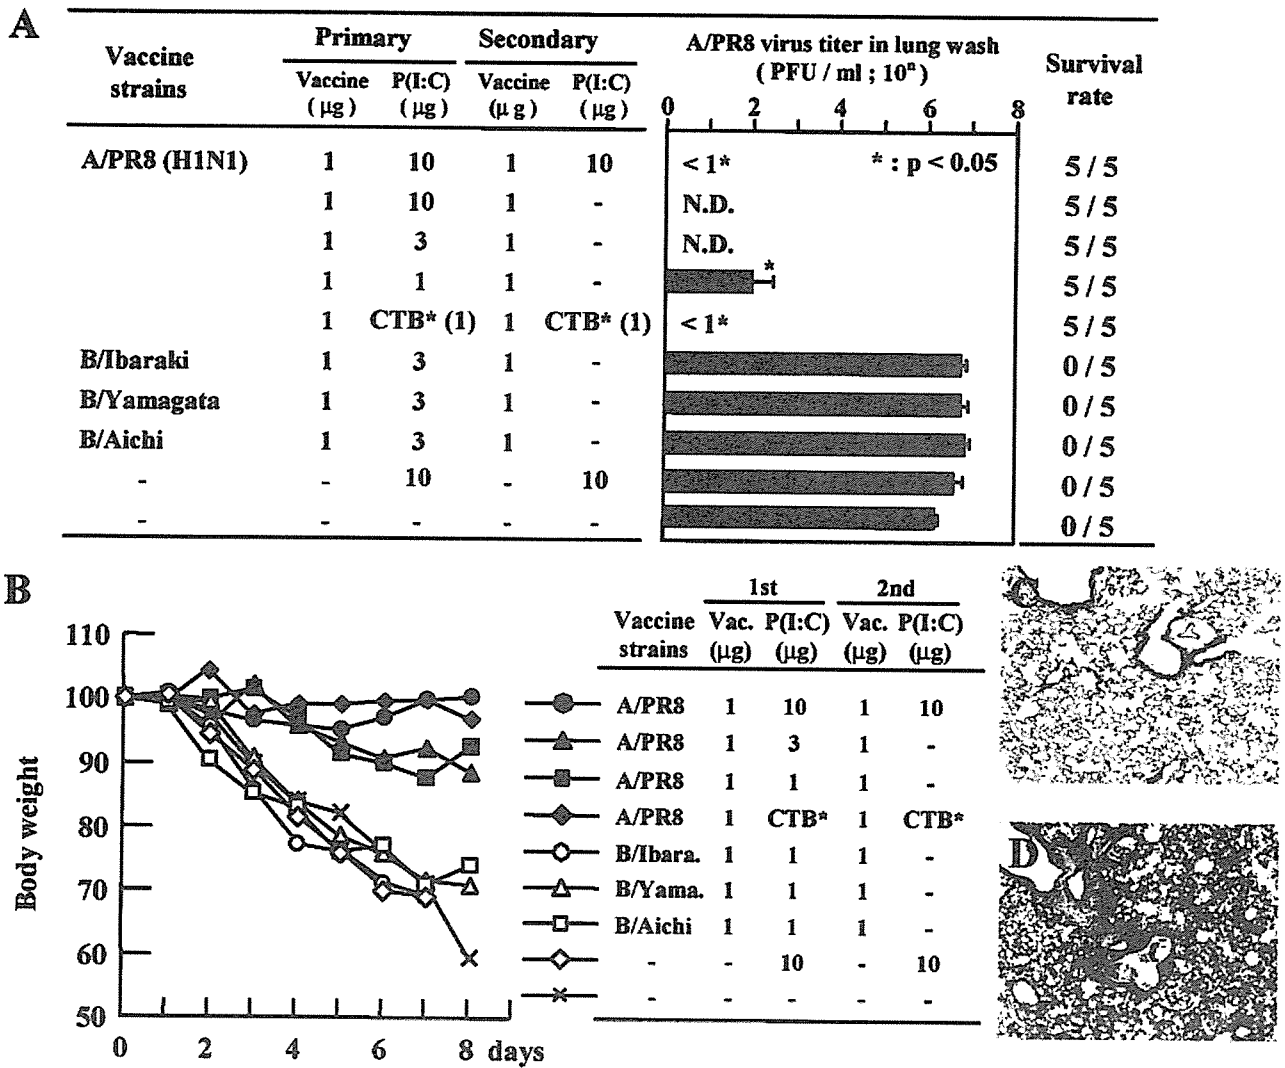 A
Vaccine strains
Primary
Secondary
Vaccine (μg)
P(I:C) (μg)
Vaccine (μg)
P(I:C) (μg)
A/PR8 virus titer in lung wash
( PFU / ml ; 10ⁿ )
0 2 4 6 8
Survival rate
A/PR8 (H1N1) 1 10 1 10 < 1* * : p < 0.05 5 / 5
1 10 1 - N.D. 5 / 5
1 3 1 - N.D. 5 / 5
1 1 1 - * 5 / 5
1 CTB* (1) 1 CTB* (1) < 1* 5 / 5
B/Ibaraki 1 3 1 - 0 / 5
B/Yamagata 1 3 1 - 0 / 5
B/Aichi 1 3 1 - 0 / 5
- - 10 - 10 0 / 5
- - - - - 0 / 5
B
Body weight
110
100
90
80
70
60
50
0 2 4 6 8 days
1st 2nd
Vaccine Vac. P(I:C) Vac. P(I:C)
strains (μg) (μg) (μg) (μg)
A/PR8 1 10 1 10
A/PR8 1 3 1 -
A/PR8 1 1 1 -
A/PR8 1 CTB* 1 CTB*
B/Ibara. 1 1 1 -
B/Yama. 1 1 1 -
B/Aichi 1 1 1 -
- - 10 - 10
- - - - -
D